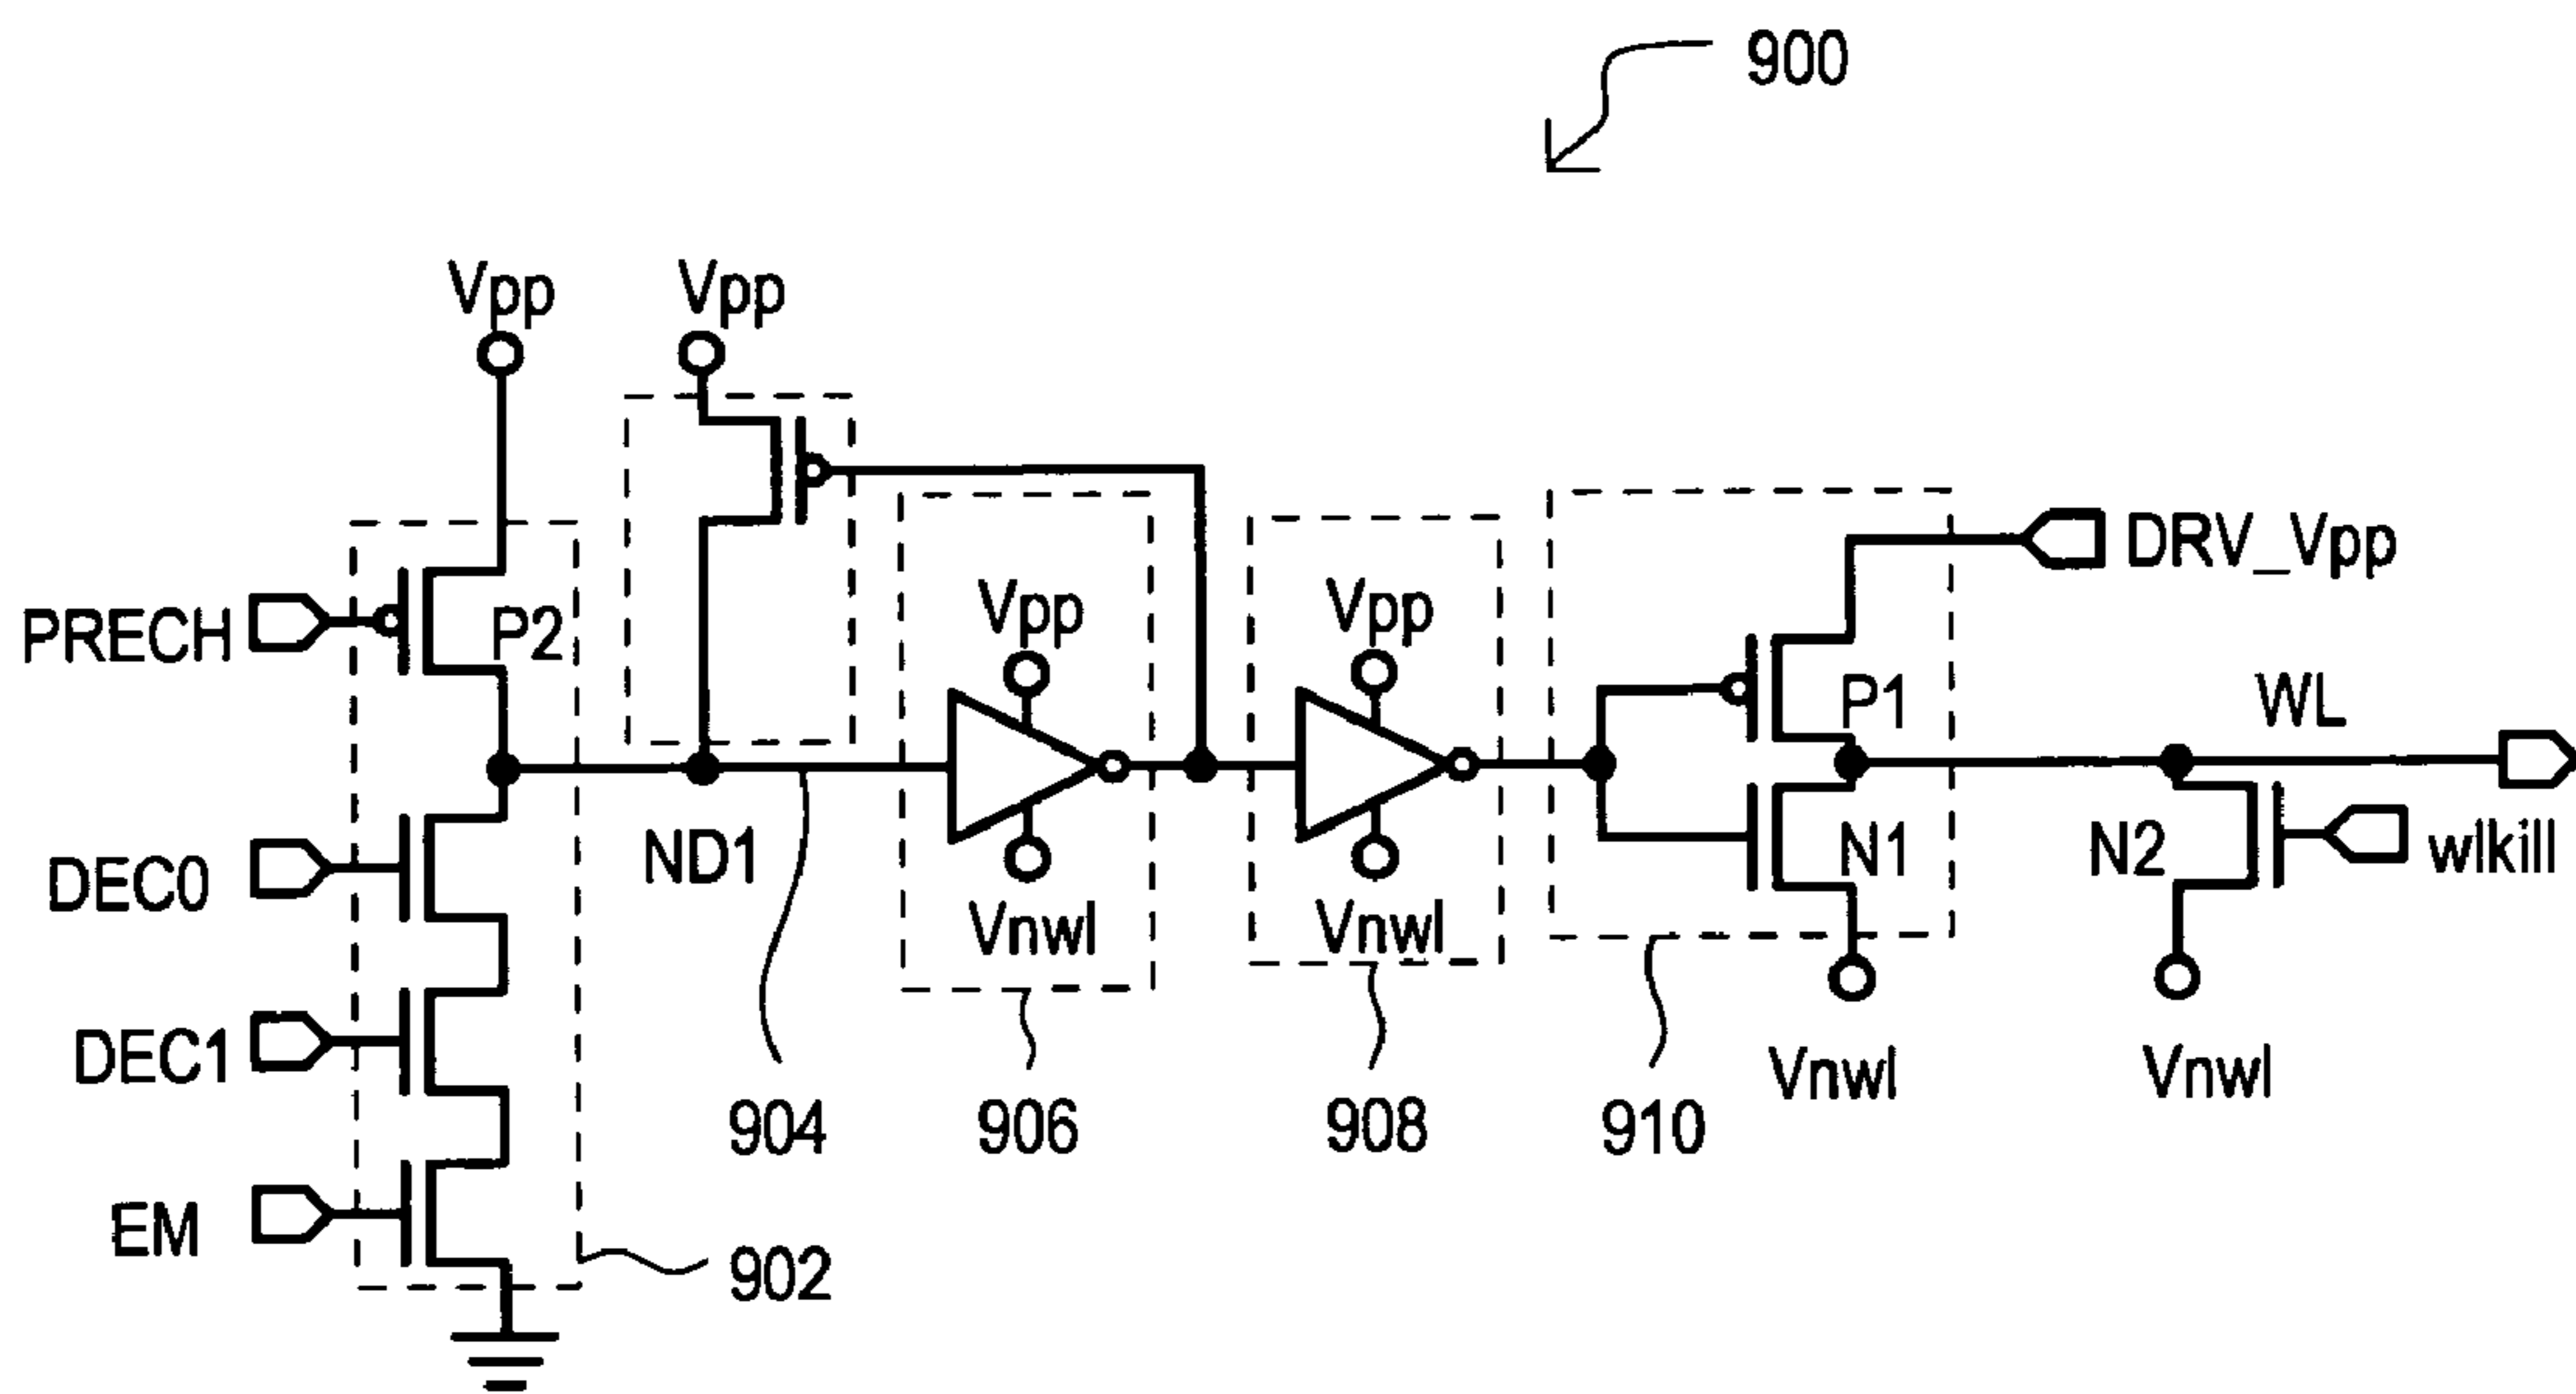 900
Vpp
Vpp
DRV_Vpp
PRECH
P2
Vpp
Vpp
P1
WL
DEC0
ND1
N1
N2
wlkill
Vnwl
Vnwl
DEC1
Vnwl
Vnwl
904
906
908
910
EM
902